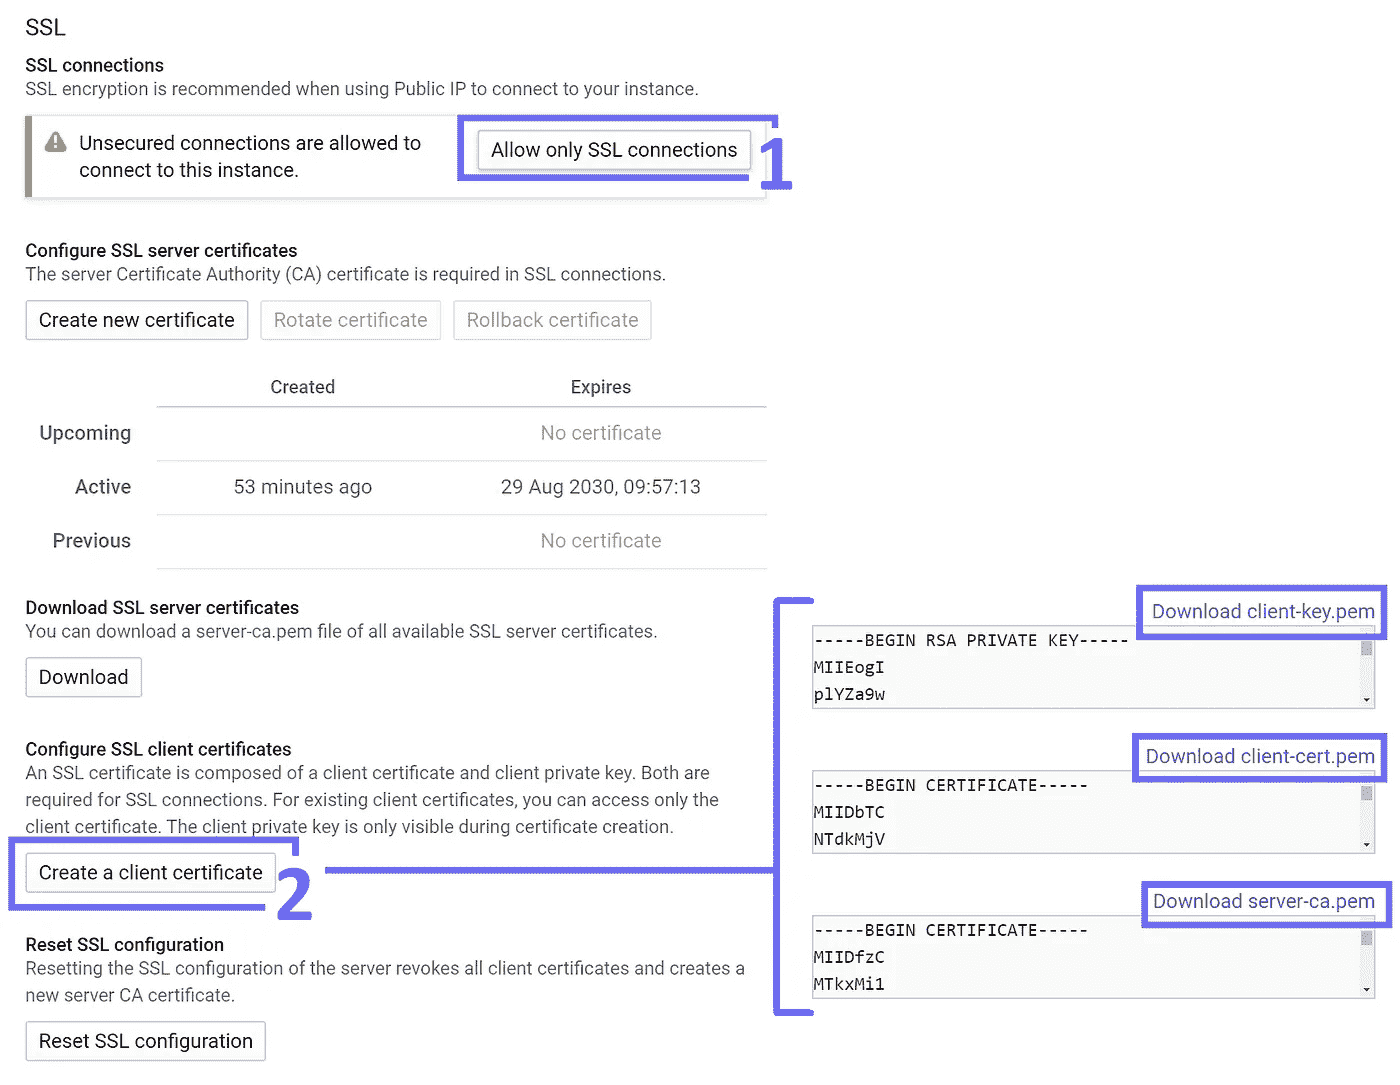 SSL
SSL connections
SSL encryption is recommended when using Public IP to connect to your instance.
Unsecured connections are allowed to
connect to this instance.
Allow only SSL connections
1
Configure SSL server certificates
The server Certificate Authority (CA) certificate is required in SSL connections.
Create new certificate Rotate certificate Rollback certificate
Created Expires
Upcoming No certificate
Active 53 minutes ago 29 Aug 2030, 09:57:13
Previous No certificate
Download SSL server certificates
You can download a server-ca.pem file of all available SSL server certificates.
Download
Configure SSL client certificates
An SSL certificate is composed of a client certificate and client private key. Both are
required for SSL connections. For existing client certificates, you can access only the
client certificate. The client private key is only visible during certificate creation.
Create a client certificate
2
Reset SSL configuration
Resetting the SSL configuration of the server revokes all client certificates and creates a
new server CA certificate.
Reset SSL configuration
Download client-key.pem
-----BEGIN RSA PRIVATE KEY-----
MIIEogI
plYZa9w
Download client-cert.pem
-----BEGIN CERTIFICATE-----
MIIDbTC
NTdkMjV
Download server-ca.pem
-----BEGIN CERTIFICATE-----
MIIDfzC
MTkxMi1